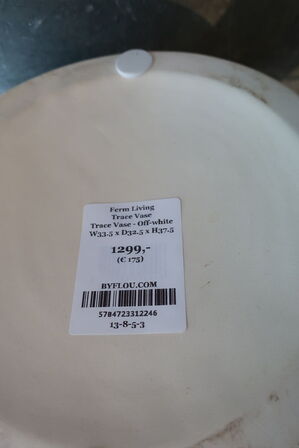 Ferm Living
Trace Vase
Trace Vase - Off-white
W33.5 x D32.5 x H37.5
1299,-
(€ 175)
BYFLOU.COM
5784723312246
13-8-5-3